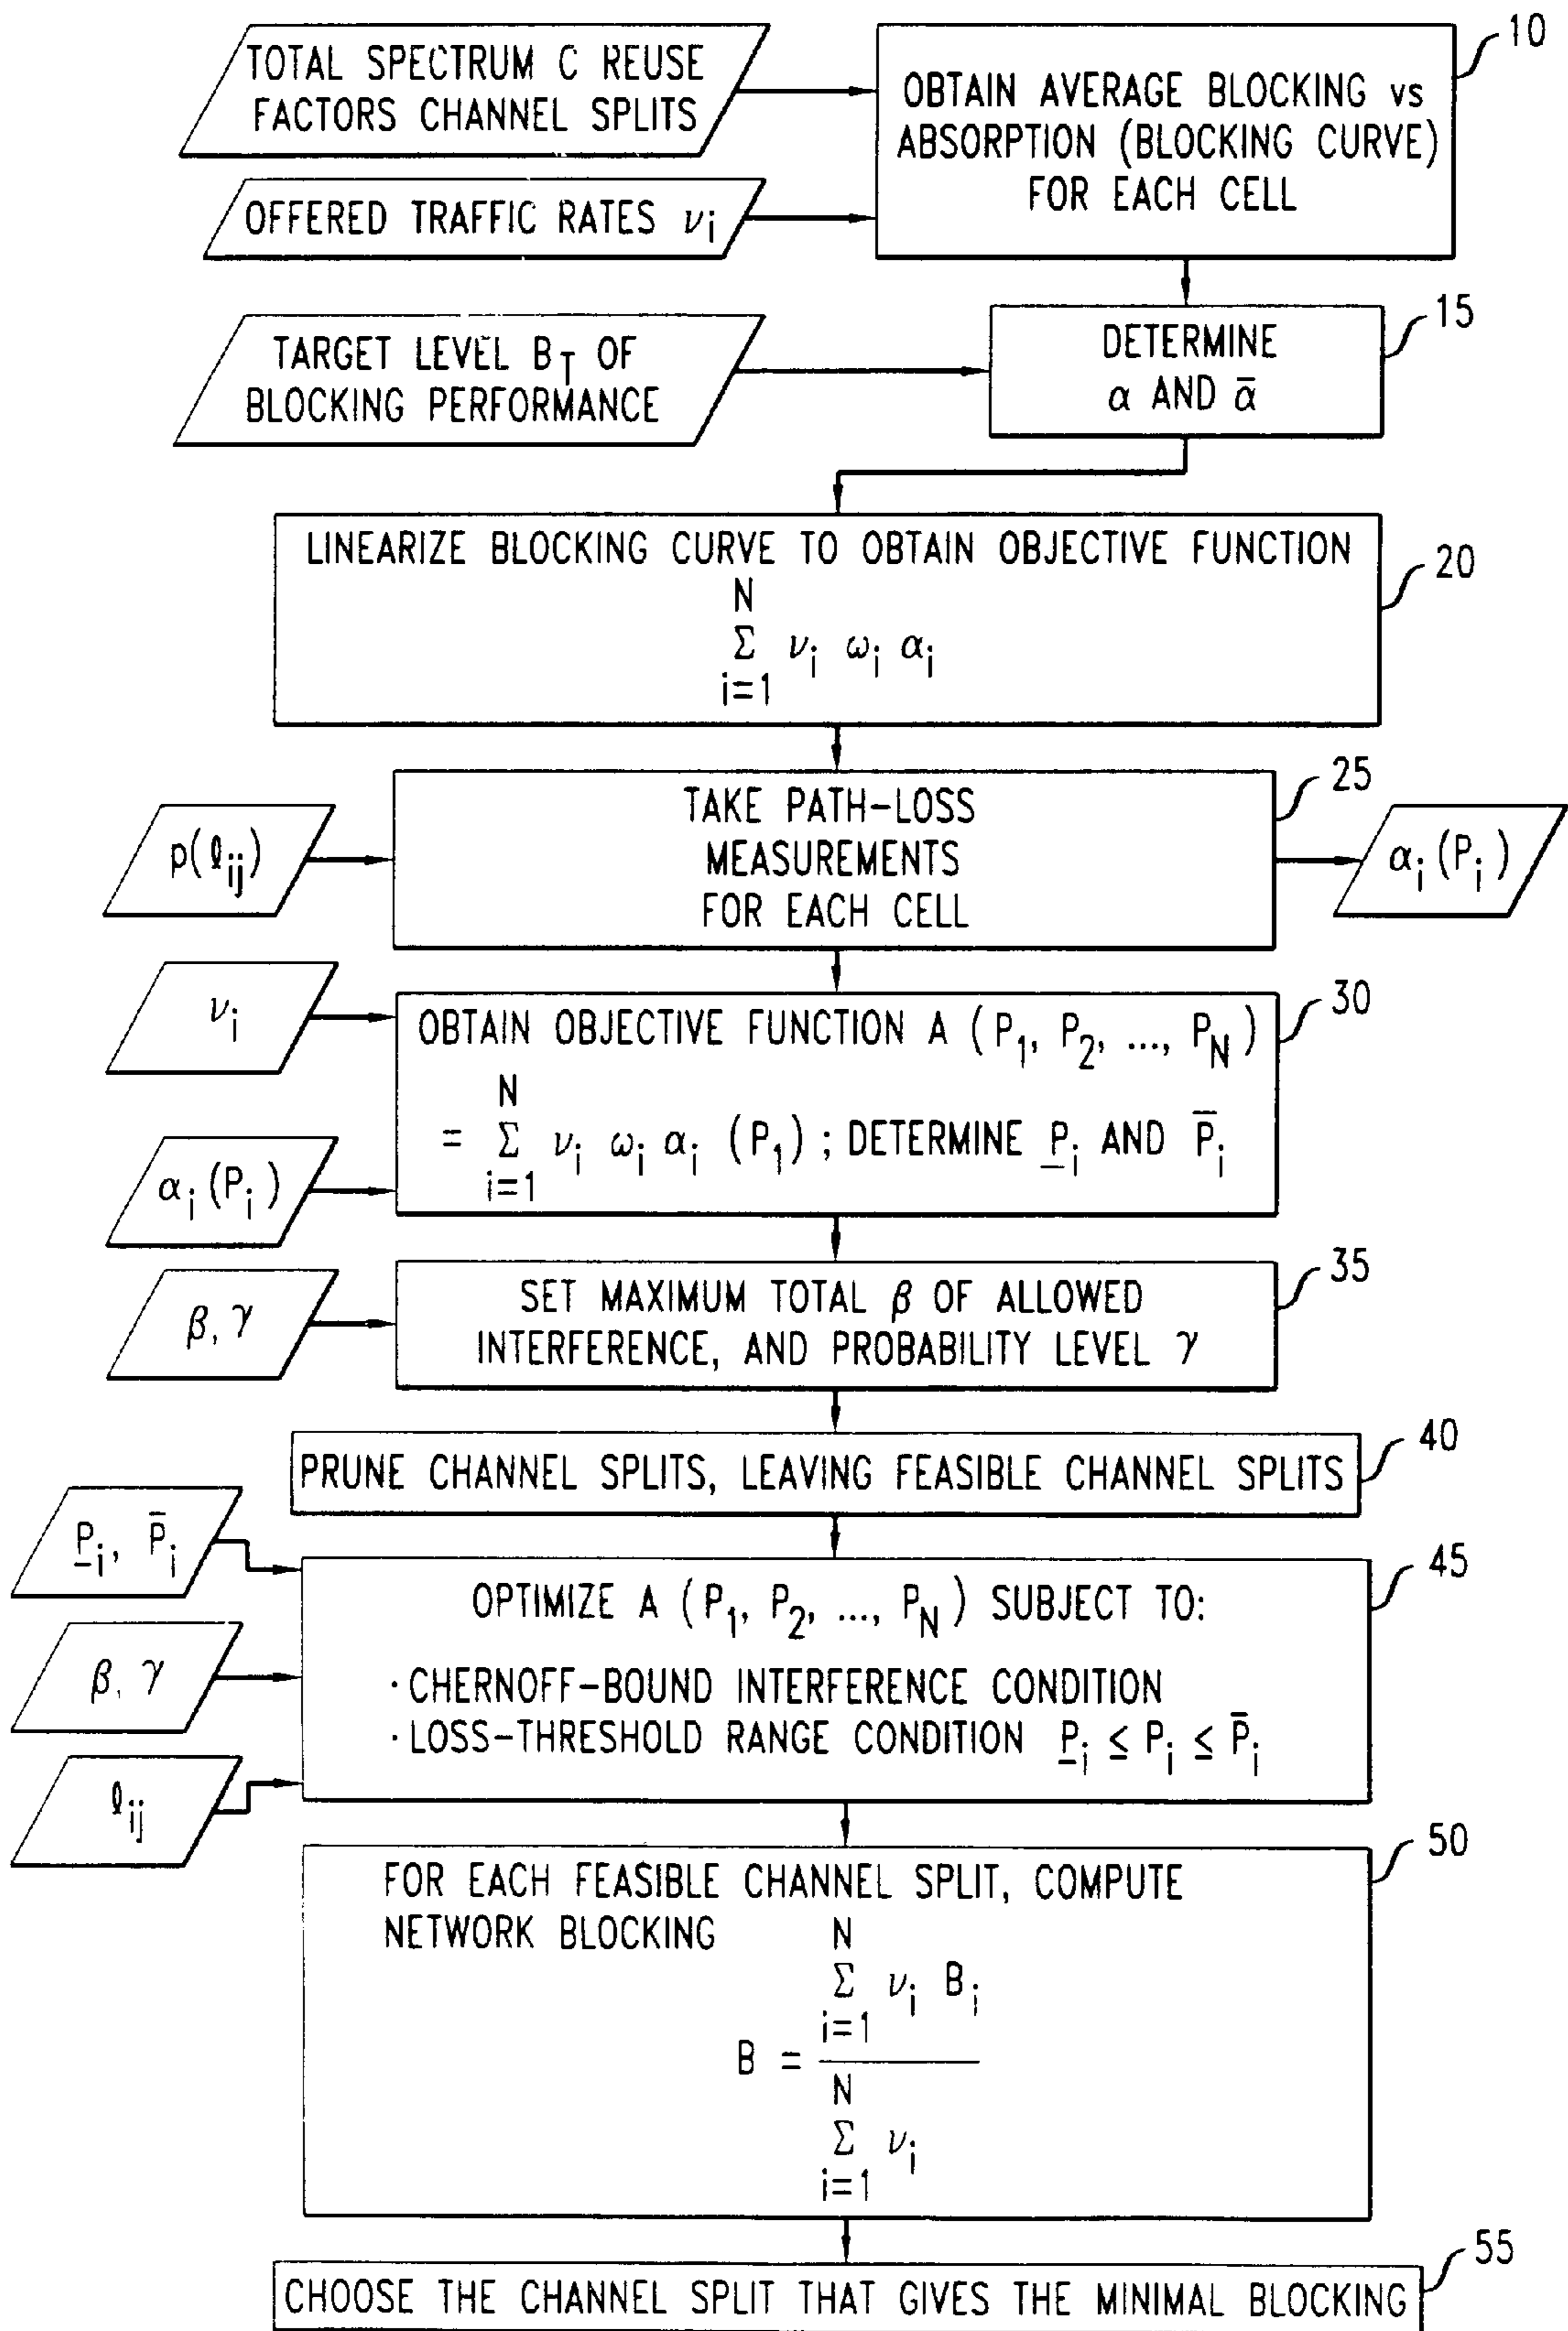 TOTAL SPECTRUM C REUSE
FACTORS CHANNEL SPLITS
10
OBTAIN AVERAGE BLOCKING vs
ABSORPTION (BLOCKING CURVE)
FOR EACH CELL
OFFERED TRAFFIC RATES νi
TARGET LEVEL BT OF
BLOCKING PERFORMANCE
15
DETERMINE
α AND ᾱ
20
LINEARIZE BLOCKING CURVE TO OBTAIN OBJECTIVE FUNCTION
N
Σ νi ωi αi
i=1
25
p(ℓij)
TAKE PATH-LOSS
MEASUREMENTS
FOR EACH CELL
αi (Pi)
νi
30
OBTAIN OBJECTIVE FUNCTION A (P1, P2, ..., PN)
N
= Σ νi ωi αi (P1) ; DETERMINE P̲i AND P̄i
i=1
αi (Pi)
35
β, γ
SET MAXIMUM TOTAL β OF ALLOWED
INTERFERENCE, AND PROBABILITY LEVEL γ
40
PRUNE CHANNEL SPLITS, LEAVING FEASIBLE CHANNEL SPLITS
P̲i, P̄i
45
OPTIMIZE A (P1, P2, ..., PN) SUBJECT TO:
β, γ
· CHERNOFF-BOUND INTERFERENCE CONDITION
· LOSS-THRESHOLD RANGE CONDITION P̲i ≤ Pi ≤ P̄i
ℓij
50
FOR EACH FEASIBLE CHANNEL SPLIT, COMPUTE
NETWORK BLOCKING
N
Σ νi Bi
i=1
B =
N
Σ νi
i=1
55
CHOOSE THE CHANNEL SPLIT THAT GIVES THE MINIMAL BLOCKING